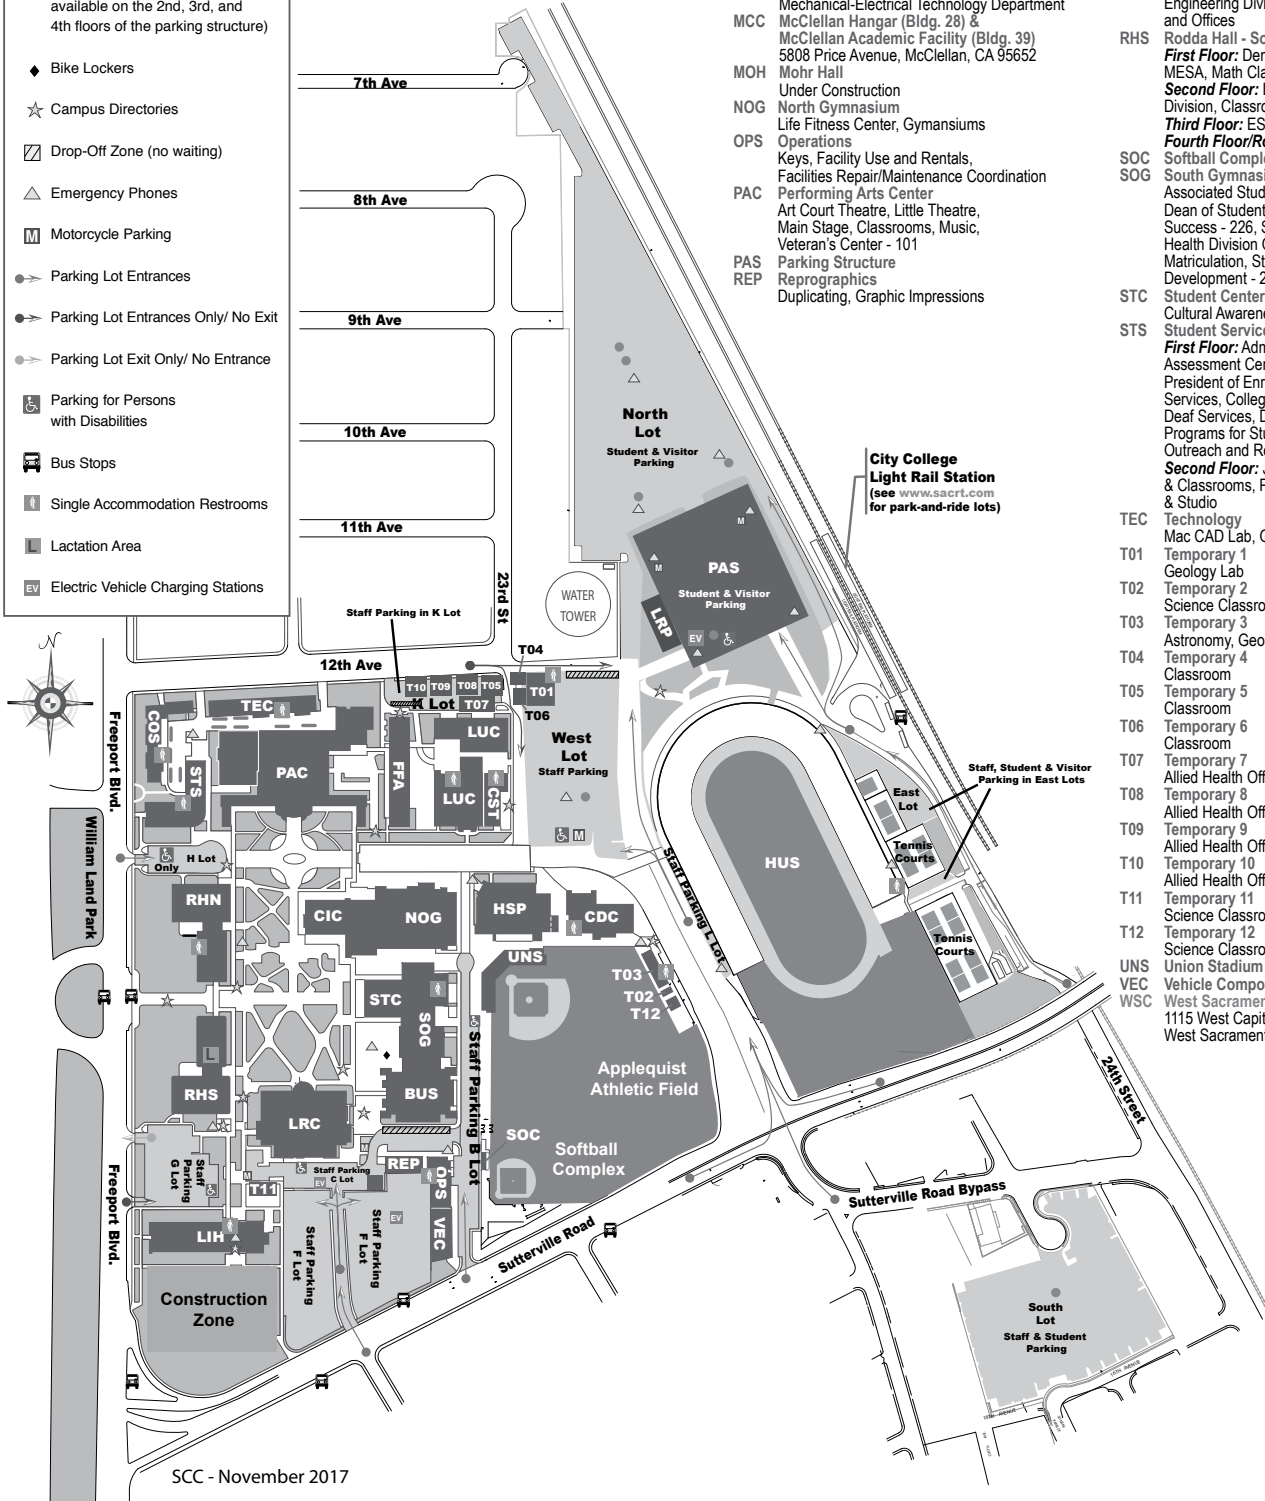 available on the 2nd, 3rd, and
4th floors of the parking structure)
Bike Lockers
Campus Directories
Drop-Off Zone (no waiting)
Emergency Phones
M Motorcycle Parking
Parking Lot Entrances
Parking Lot Entrances Only/ No Exit
Parking Lot Exit Only/ No Entrance
Parking for Persons
with Disabilities
Bus Stops
Single Accommodation Restrooms
L Lactation Area
EV Electric Vehicle Charging Stations
Mechanical-Electrical Technology Department
MCC McClellan Hangar (Bldg. 28) &
McClellan Academic Facility (Bldg. 39)
5808 Price Avenue, McClellan, CA 95652
MOH Mohr Hall
Under Construction
NOG North Gymnasium
Life Fitness Center, Gymansiums
OPS Operations
Keys, Facility Use and Rentals,
Facilities Repair/Maintenance Coordination
PAC Performing Arts Center
Art Court Theatre, Little Theatre,
Main Stage, Classrooms, Music,
Veteran's Center - 101
PAS Parking Structure
REP Reprographics
Duplicating, Graphic Impressions
Engineering Div
and Offices
RHS Rodda Hall - So
First Floor: Den
MESA, Math Cla
Second Floor:
Division, Classro
Third Floor: ES
Fourth Floor/Ro
SOC Softball Comple
SOG South Gymnasi
Associated Stud
Dean of Student
Success - 226, S
Health Division
Matriculation, St
Development - 2
STC Student Center
Cultural Awarene
STS Student Service
First Floor: Adm
Assessment Cen
President of Enr
Services, Colleg
Deaf Services, D
Programs for Stu
Outreach and Re
Second Floor:
& Classrooms, P
& Studio
TEC Technology
Mac CAD Lab, C
T01 Temporary 1
Geology Lab
T02 Temporary 2
Science Classro
T03 Temporary 3
Astronomy, Geo
T04 Temporary 4
Classroom
T05 Temporary 5
Classroom
T06 Temporary 6
Classroom
T07 Temporary 7
Allied Health Off
T08 Temporary 8
Allied Health Off
T09 Temporary 9
Allied Health Off
T10 Temporary 10
Allied Health Off
T11 Temporary 11
Science Classro
T12 Temporary 12
Science Classro
UNS Union Stadium
VEC Vehicle Compo
WSC West Sacramen
1115 West Capit
West Sacrament
7th Ave
8th Ave
9th Ave
10th Ave
11th Ave
12th Ave
23rd St
North
Lot
Student & Visitor
Parking
City College
Light Rail Station
(see www.sacrt.com
for park-and-ride lots)
M
PAS
M
Student & Visitor
Parking
EV
LRP
WATER
TOWER
Staff Parking in K Lot
N
T04
T10
T09
T08
T05
T01
K Lot
T07
T06
TEC
COS
STS
PAC
FFA
LUC
LUC
CST
West
Lot
Staff Parking
M
Freeport Blvd.
William Land Park
H Lot
Only
Staff, Student & Visitor
Parking in East Lots
East
Lot
Tennis
Courts
HUS
Staff Parking L Lot
Tennis
Courts
RHN
CIC
NOG
HSP
CDC
UNS
T03
T02
T12
STC
SOG
L
RHS
BUS
LRC
Staff Parking B Lot
Applequist
Athletic Field
SOC
Softball
Complex
24th Street
Staff
Parking
G Lot
M
T11
Staff Parking
C Lot
EV
REP
OPS
VEC
Freeport Blvd.
LIH
Staff Parking
F Lot
Staff Parking
F Lot
EV
Sutterville Road
Sutterville Road Bypass
Construction
Zone
South
Lot
Staff & Student
Parking
SCC - November 2017